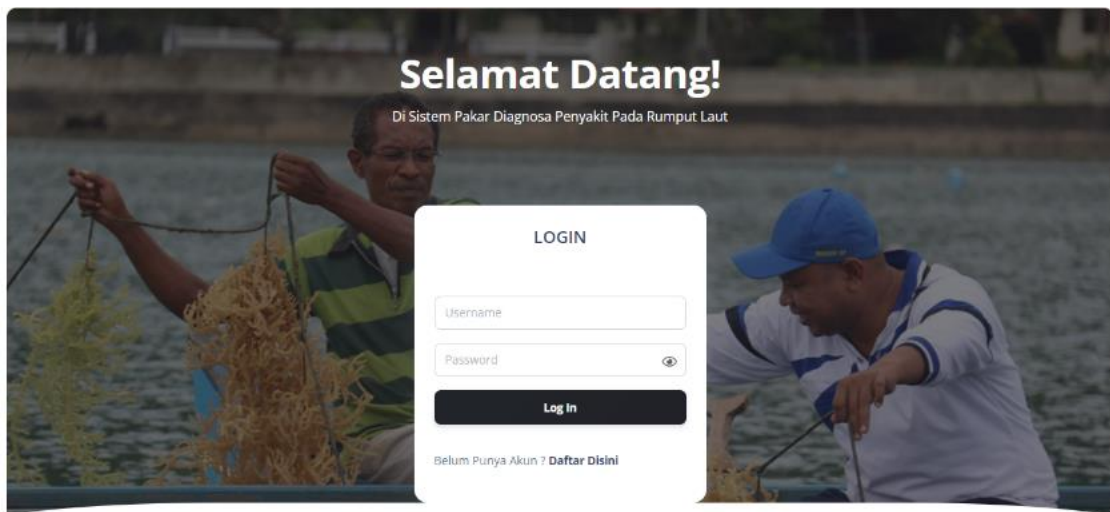 Selamat Datang!
Di Sistem Pakar Diagnosa Penyakit Pada Rumput Laut
LOGIN
Username
Password
Log In
Belum Punya Akun ? Daftar Disini